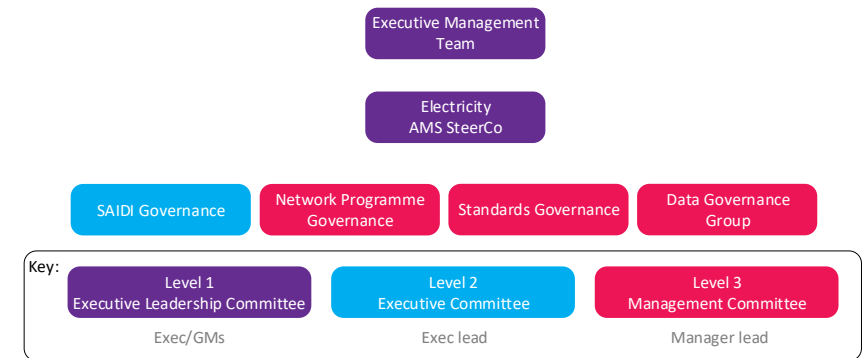 Executive Management
Team
Electricity
AMS SteerCo
SAIDI Governance
Network Programme
Governance
Standards Governance
Data Governance
Group
Key:
Level 1
Executive Leadership Committee
Level 2
Executive Committee
Level 3
Management Committee
Exec/GMs
Exec lead
Manager lead